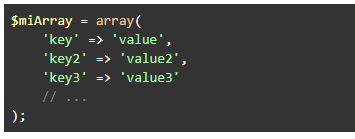 $miArray = array(
    'key' => 'value',
    'key2' => 'value2',
    'key3' => 'value3'
    // ...
);